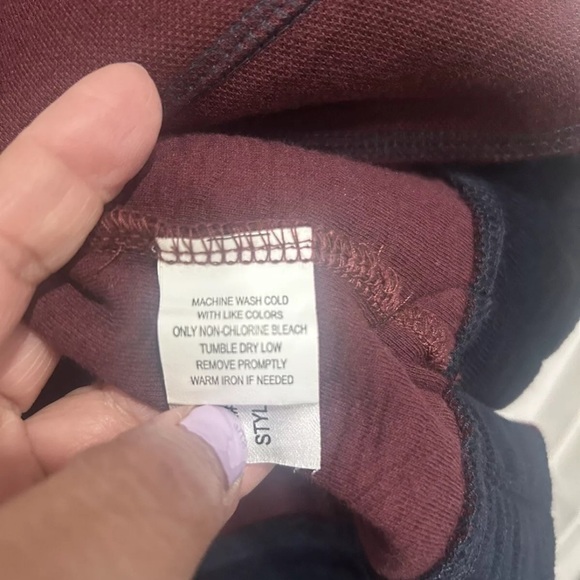 MACHINE WASH COLD
WITH LIKE COLORS
ONLY NON-CHLORINE BLEACH
TUMBLE DRY LOW
REMOVE PROMPTLY
WARM IRON IF NEEDED